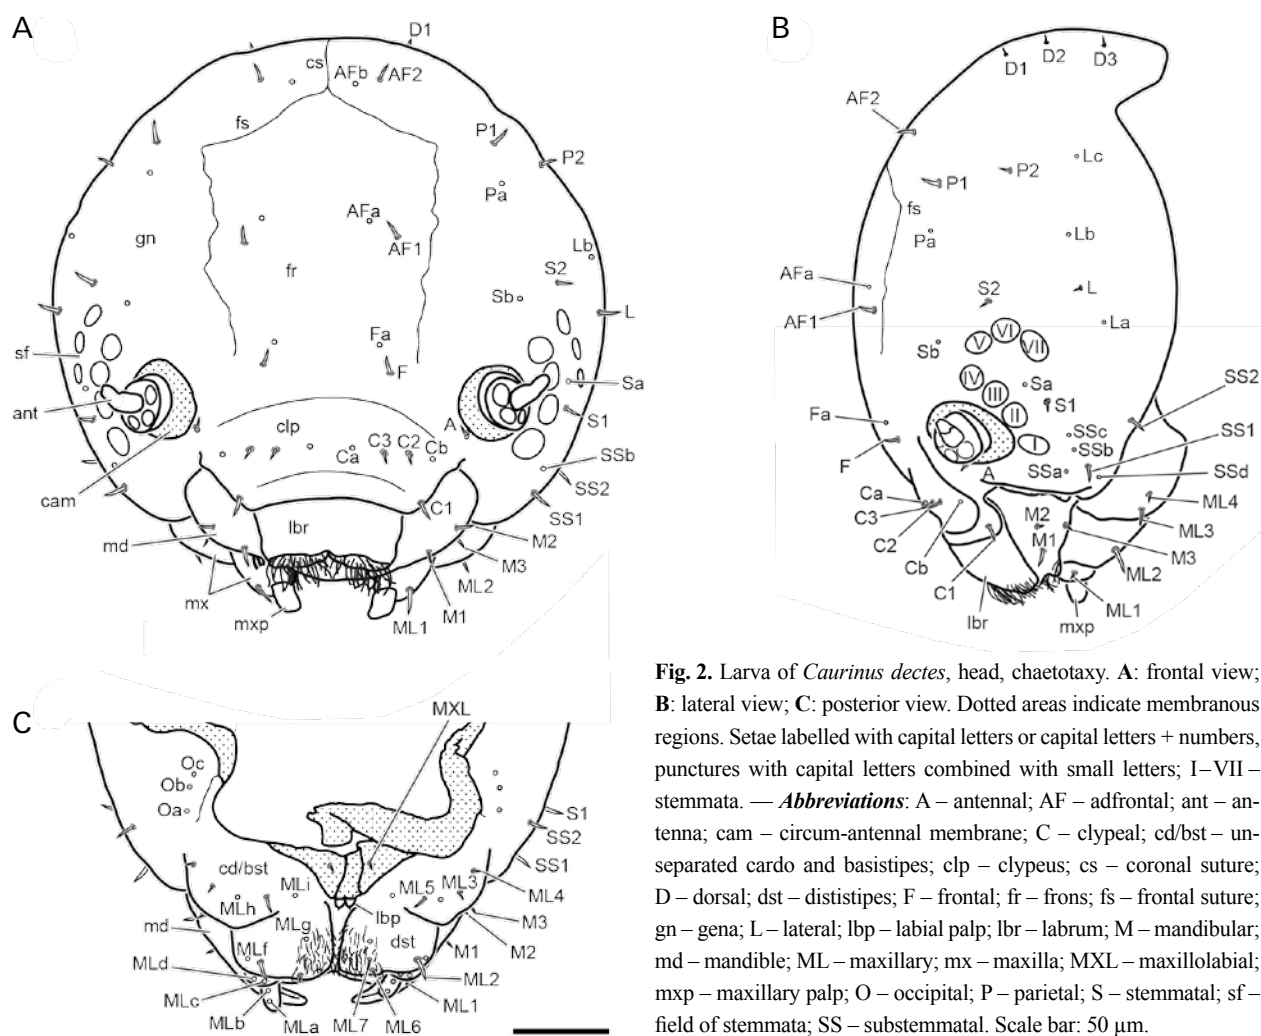 A
D1
cs
AFb
AF2
fs
P1
P2
Pa
AFa
AF1
gn
fr
Lb
S2
Sb
L
Fa
F
sf
Sa
ant
clp
A
S1
C3 C2 Cb
Ca
SSb
SS2
cam
C1
SS1
lbr
md
M2
M3
mx
ML2
M1
mxp
ML1
B
D1
D2
D3
AF2
Lc
P1
P2
fs
Pa
Lb
AFa
S2
L
AF1
La
VI
V
VII
Sb
IV
III
Sa
SS2
II
S1
Fa
I
SSc
SS1
SSb
F
A
SSa
SSd
Ca
ML4
C3
M2
ML3
C2
M1
M3
Cb
ML2
C1
ML1
lbr
mxp
C
MXL
Oc
Ob
Oa
S1
SS2
SS1
cd/bst
MLi
ML5
ML3
ML4
MLh
lbp
M3
md
MLg
dst
M2
MLf
M1
MLd
ML2
MLc
ML1
MLb
MLa
ML7
ML6
Fig. 2. Larva of Caurinus dectes, head, chaetotaxy. A: frontal view;
B: lateral view; C: posterior view. Dotted areas indicate membranous
regions. Setae labelled with capital letters or capital letters + numbers,
punctures with capital letters combined with small letters; I–VII –
stemmata. — Abbreviations: A – antennal; AF – adfrontal; ant – an-
tenna; cam – circum-antennal membrane; C – clypeal; cd/bst – un-
separated cardo and basistipes; clp – clypeus; cs – coronal suture;
D – dorsal; dst – dististipes; F – frontal; fr – frons; fs – frontal suture;
gn – gena; L – lateral; lbp – labial palp; lbr – labrum; M – mandibular;
md – mandible; ML – maxillary; mx – maxilla; MXL – maxillolabial;
mxp – maxillary palp; O – occipital; P – parietal; S – stemmatal; sf –
field of stemmata; SS – substemmatal. Scale bar: 50 µm.